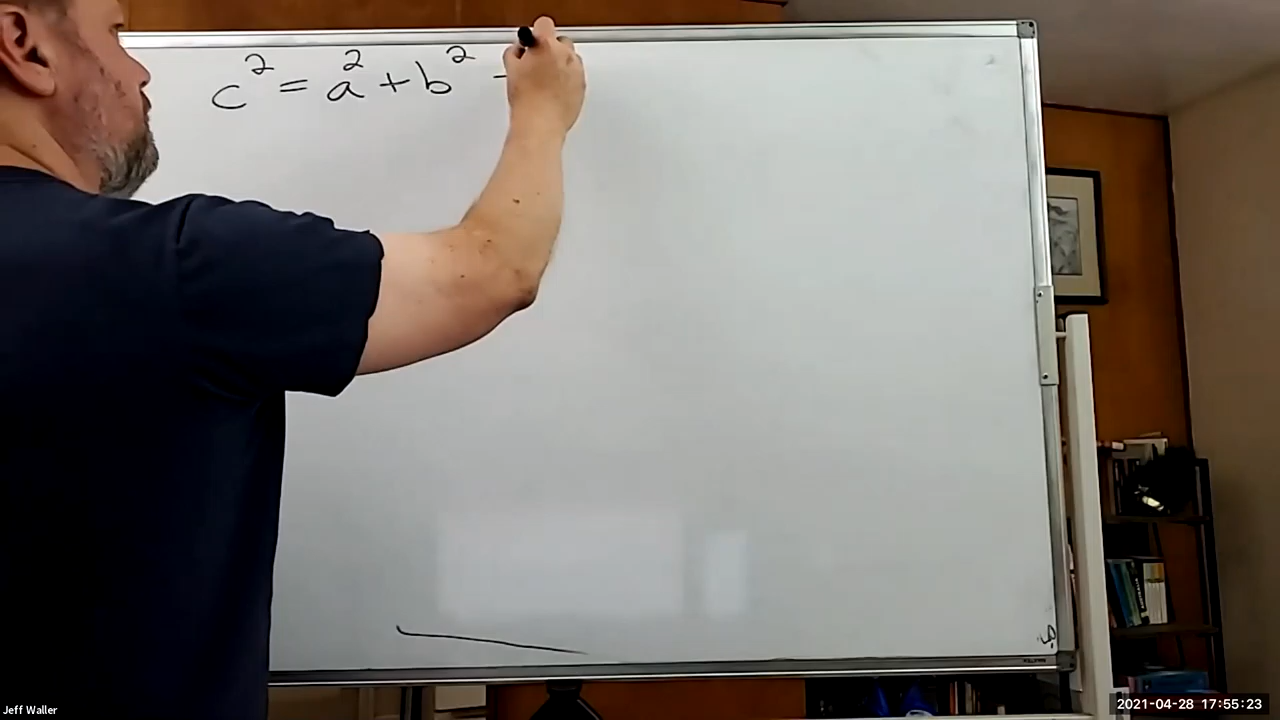 c² = a² + b² -
Jeff Waller
2021-04-28 17:55:23